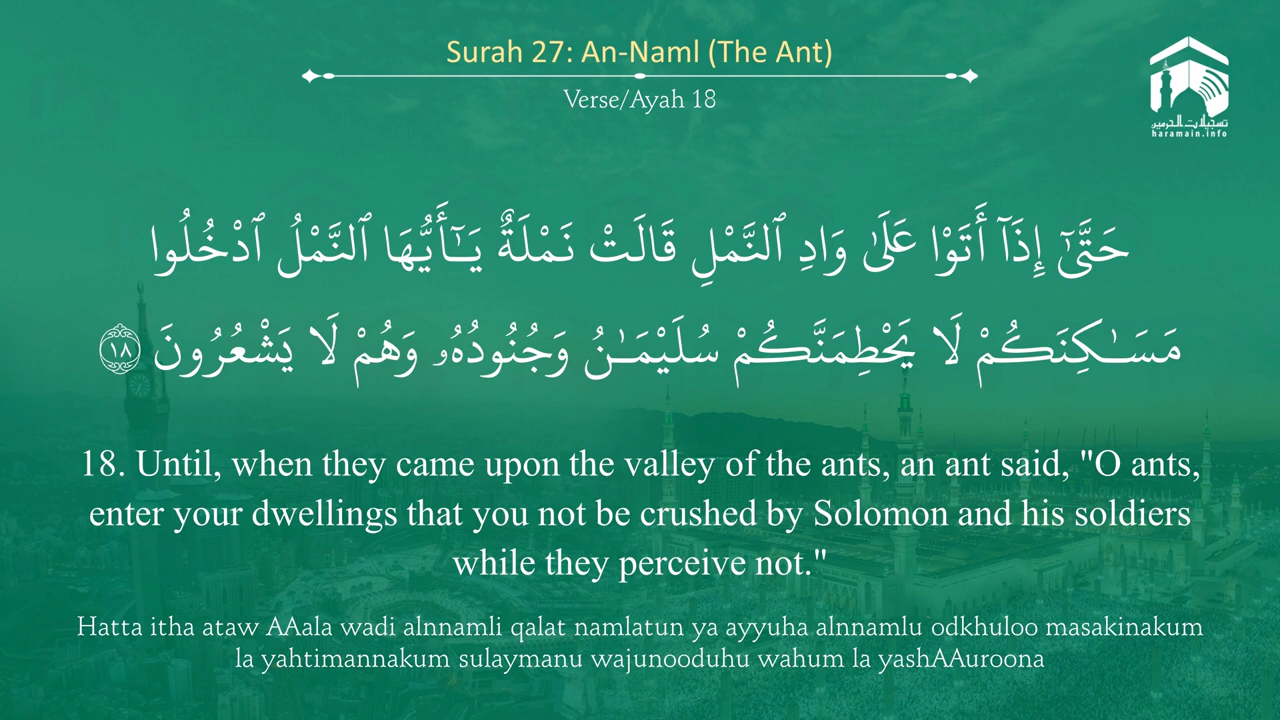 Surah 27: An-Naml (The Ant)
Verse/Ayah 18
تسجيلات الحرمين
haramain.info
حَتَّىٰٓ إِذَآ أَتَوْا۟ عَلَىٰ وَادِ ٱلنَّمْلِ قَالَتْ نَمْلَةٌ يَـٰٓأَيُّهَا ٱلنَّمْلُ ٱدْخُلُوا۟
مَسَـٰكِنَكُمْ لَا يَحْطِمَنَّكُمْ سُلَيْمَـٰنُ وَجُنُودُهُۥ وَهُمْ لَا يَشْعُرُونَ ١٨
18. Until, when they came upon the valley of the ants, an ant said, "O ants,
enter your dwellings that you not be crushed by Solomon and his soldiers
while they perceive not."
Hatta itha ataw AAala wadi alnnamli qalat namlatun ya ayyuha alnnamlu odkhuloo masakinakum
la yahtimannakum sulaymanu wajunooduhu wahum la yashAAuroona